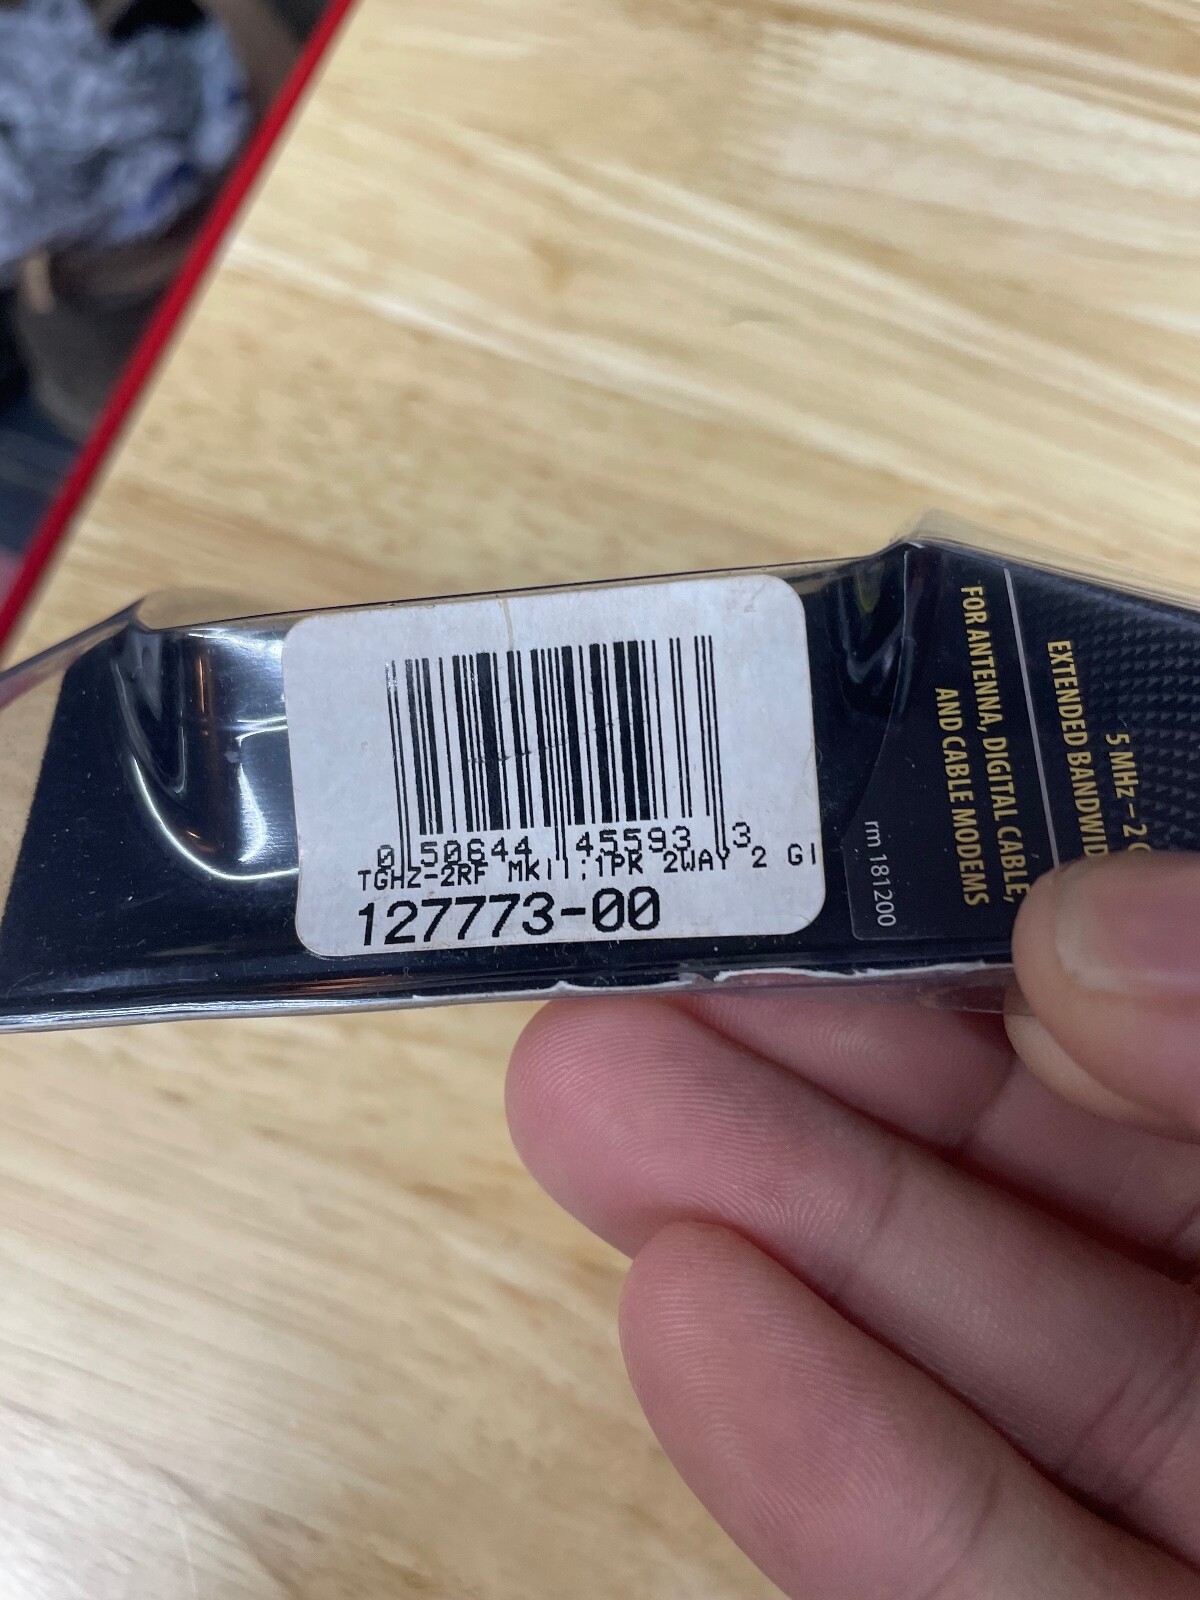 0 50644 45593 3
TGHZ-2RF MKII;1PK 2WAY 2 GI
127773-00
rm 181200
FOR ANTENNA, DIGITAL CABLE,
AND CABLE MODEMS
5 MHz – 2
EXTENDED